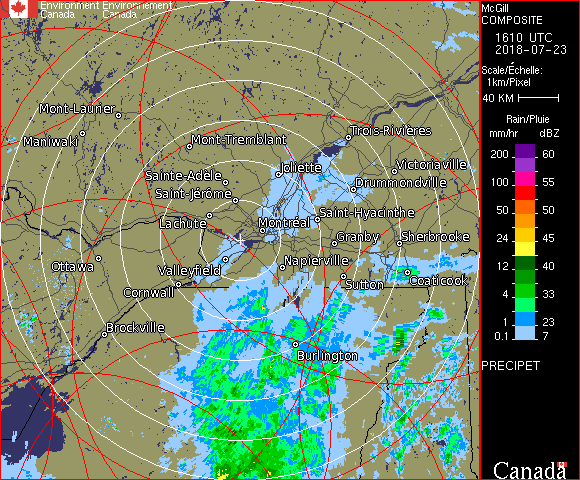 Environment Environnement
Canada Canada
McGill
COMPOSITE
1610 UTC
2018-07-23
Scale/Échelle:
1km/Pixel
40 KM
Rain/Pluie
mm/hr dBZ
200 60
100 55
50 50
24 45
12 40
4 33
1 23
0.1 7
PRECIPET
Canada
Mont-Laurier
Maniwaki
Mont-Tremblant
Trois-Rivières
Sainte-Adèle
Joliette
Victoriaville
Saint-Jérôme
Drummondville
Lachute
Montréal
Saint-Hyacinthe
Granby
Sherbrooke
Ottawa
Valleyfield
Napierville
Cornwall
Sutton
Coaticook
Brockville
Burlington